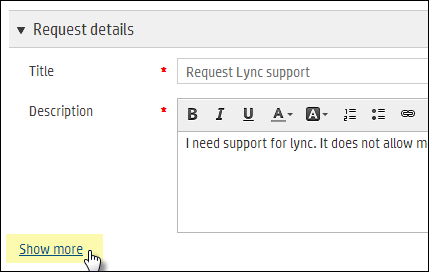 Request details
Title * Request Lync support
Description * B I U A A
I need support for lync. It does not allow m
Show more